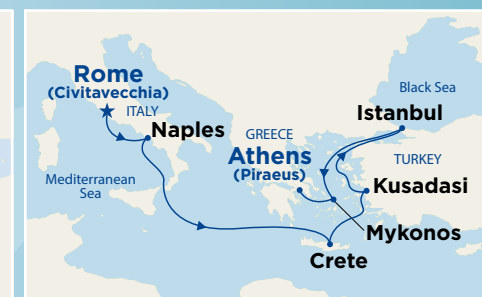 Rome
(Civitavecchia)
ITALY
Naples
Mediterranean
Sea
GREECE
Athens
(Piraeus)
Black Sea
Istanbul
TURKEY
Kusadasi
Mykonos
Crete